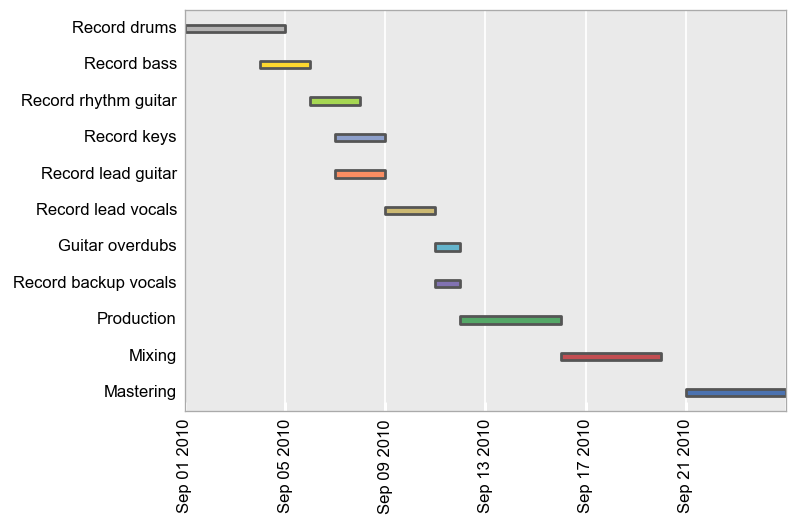 Record drums
Record bass
Record rhythm guitar
Record keys
Record lead guitar
Record lead vocals
Guitar overdubs
Record backup vocals
Production
Mixing
Mastering
Sep 01 2010
Sep 05 2010
Sep 09 2010
Sep 13 2010
Sep 17 2010
Sep 21 2010